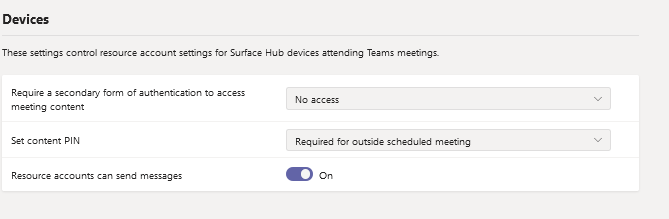 Devices
These settings control resource account settings for Surface Hub devices attending Teams meetings.
Require a secondary form of authentication to access
meeting content
No access
Set content PIN
Required for outside scheduled meeting
Resource accounts can send messages
On